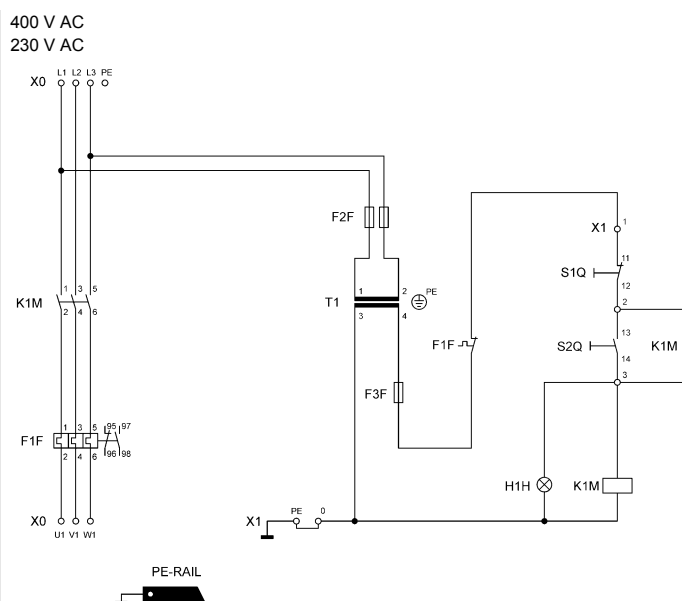 400 V AC
230 V AC
L1 L2 L3 PE
X0
F2F
X1 1
11
S1Q
12
2
1 3 5
K1M
2 4 6
1 2
T1
PE
3 4
13
S2Q
14
K1M
F1F
3
F3F
1 3 5 95 97
F1F
2 4 6 96 98
H1H
K1M
X0
U1 V1 W1
X1
PE 0
PE-RAIL